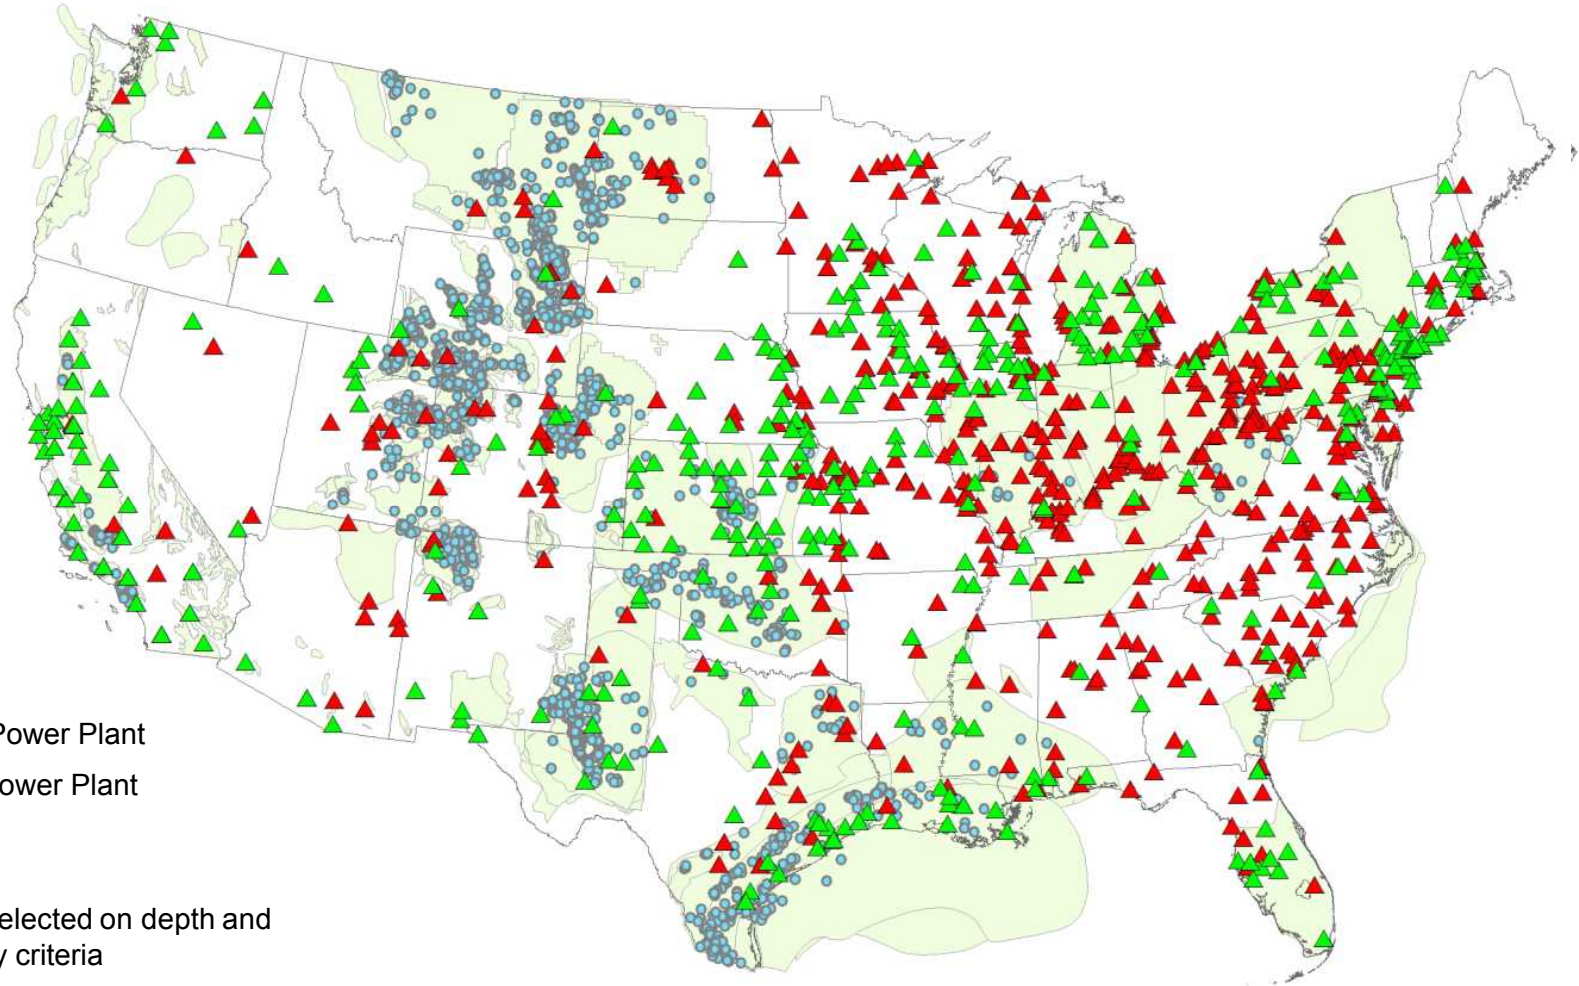 Power Plant
ower Plant
elected on depth and
y criteria